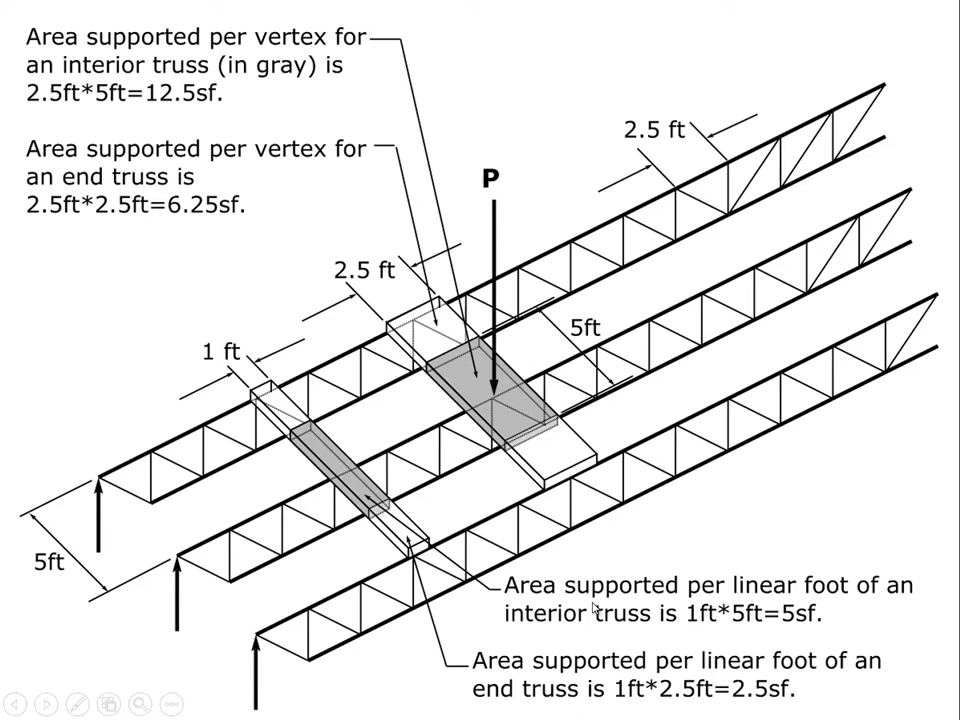 Area supported per vertex for
an interior truss (in gray) is
2.5ft*5ft=12.5sf.
2.5 ft
Area supported per vertex for
an end truss is
2.5ft*2.5ft=6.25sf.
P
2.5 ft
5ft
1 ft
5ft
Area supported per linear foot of an
interior truss is 1ft*5ft=5sf.
Area supported per linear foot of an
end truss is 1ft*2.5ft=2.5sf.